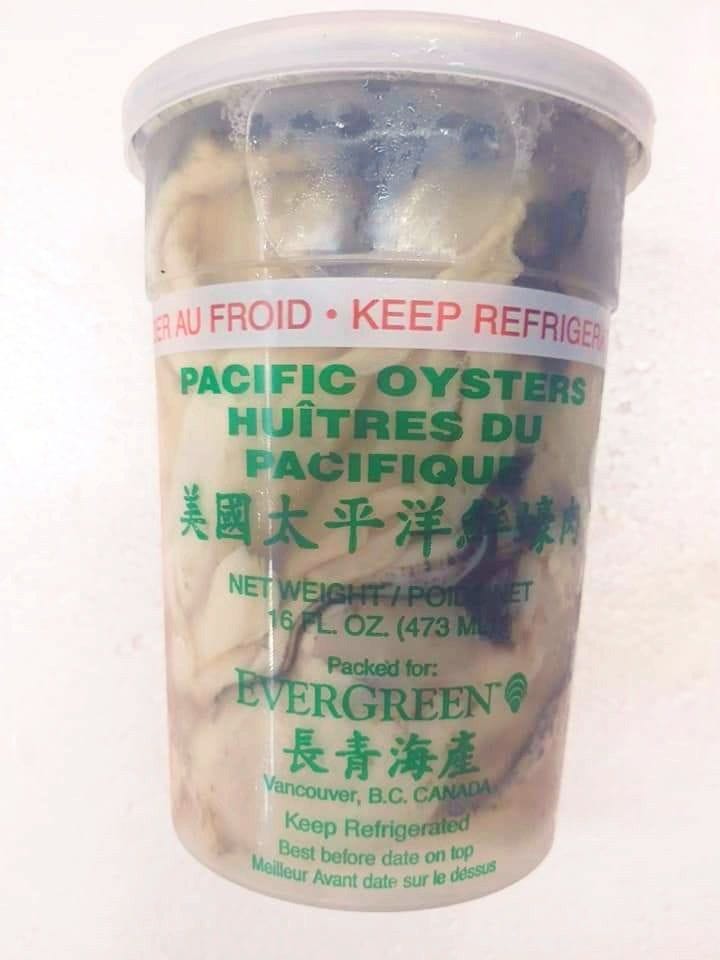 ER AU FROID • KEEP REFRIGER
PACIFIC OYSTERS
HUÎTRES DU
PACIFIQUE
美國太平洋鮮蠔肉
NET WEIGHT / POIDS NET
16 FL. OZ. (473 ML)
Packed for:
EVERGREEN™
長青海產
Vancouver, B.C. CANADA
Keep Refrigerated
Best before date on top
Meilleur Avant date sur le déssus